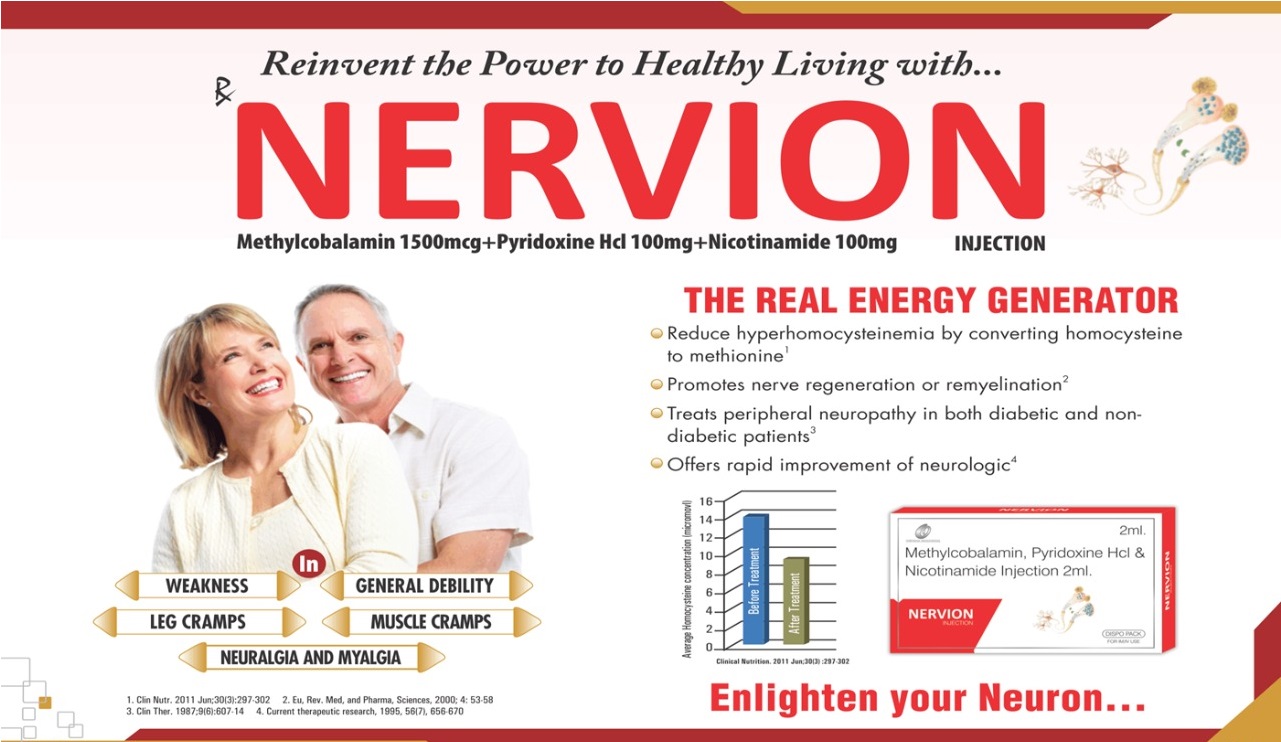 Reinvent the Power to Healthy Living with...
Rx
NERVION
Methylcobalamin 1500mcg+Pyridoxine Hcl 100mg+Nicotinamide 100mg
INJECTION
THE REAL ENERGY GENERATOR
Reduce hyperhomocysteinemia by converting homocysteine
to methionine¹
Promotes nerve regeneration or remyelination²
Treats peripheral neuropathy in both diabetic and non-
diabetic patients³
Offers rapid improvement of neurologic⁴
In
WEAKNESS
GENERAL DEBILITY
LEG CRAMPS
MUSCLE CRAMPS
NEURALGIA AND MYALGIA
Average Homocysteine concentration (micromovl)
16
14
12
10
8
6
4
2
0
Before Treatment
After Treatment
Clinical Nutrition. 2011 Jun;30(3) :297-302
NERVION
2ml.
Methylcobalamin, Pyridoxine Hcl &
Nicotinamide Injection 2ml.
NERVION
INJECTION
DISPO PACK
FOR IM/IV USE
NERVION
1. Clin Nutr. 2011 Jun;30(3):297-302 2. Eu, Rev. Med, and Pharma, Sciences, 2000; 4: 53-58
3. Clin Ther. 1987;9(6):607-14 4. Current therapeutic research, 1995, 56(7), 656-670
Enlighten your Neuron...